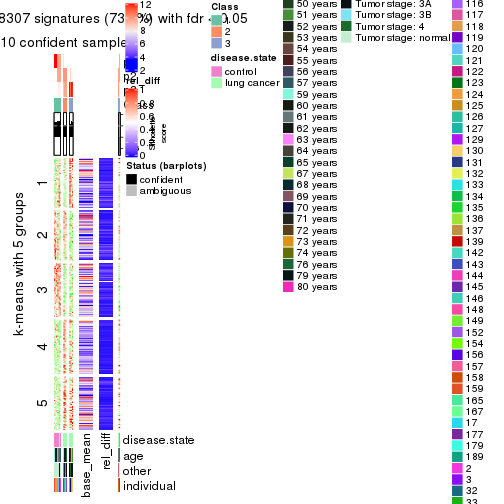 8307 signatures (73. %) with fdr < 0.05
10 confident samples
12
10
8
6
4
2
rel_diff
1
0.8
0.6
0.4
0.2
0
score
Class
1
2
3
disease.state
control
lung cancer
Status (barplots)
confident
ambiguous
k-means with 5 groups
1
2
3
4
5
base_mean
rel_diff
disease.state
age
other
individual
50 years
51 years
52 years
53 years
54 years
55 years
56 years
57 years
59 years
60 years
61 years
62 years
63 years
64 years
65 years
67 years
68 years
69 years
70 years
71 years
72 years
73 years
74 years
76 years
79 years
80 years
Tumor stage: 3A
Tumor stage: 3B
Tumor stage: 4
Tumor stage: normal
116
117
118
119
120
121
122
123
124
125
126
127
129
130
131
132
133
134
135
136
137
139
142
143
144
145
146
148
149
152
154
156
157
158
159
165
167
17
177
179
189
2
3
32
33